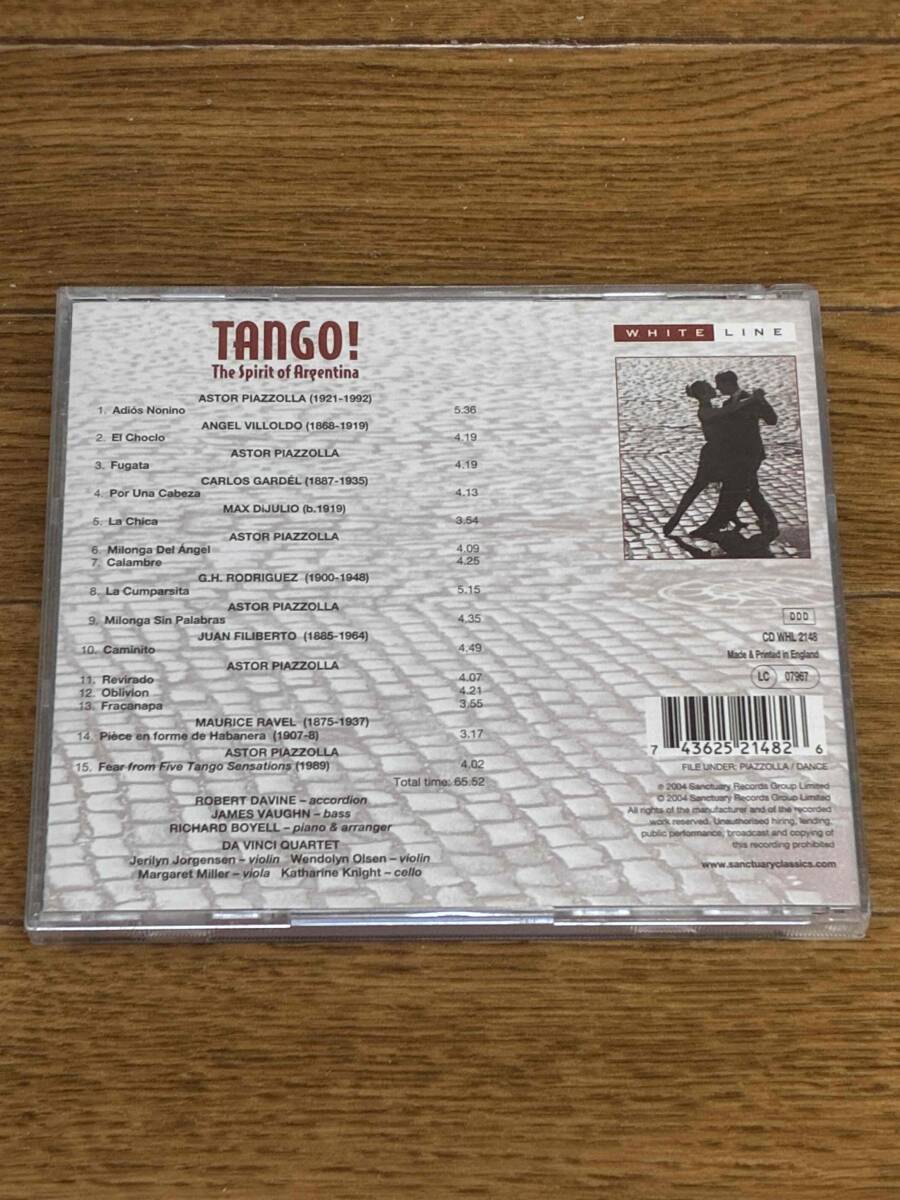 TANGO!
The Spirit of Argentina
ASTOR PIAZZOLLA (1921-1992)
1. Adiós Nonino 5.36
ANGEL VILLOLDO (1868-1919)
2. El Choclo 4.19
ASTOR PIAZZOLLA
3. Fugata 4.19
CARLOS GARDÉL (1887-1935)
4. Por Una Cabeza 4.13
MAX DiJULIO (b.1919)
5. La Chica 3.54
ASTOR PIAZZOLLA
6. Milonga Del Ángel 4.09
7. Calambre 4.25
G.H. RODRIGUEZ (1900-1948)
8. La Cumparsita 5.15
ASTOR PIAZZOLLA
9. Milonga Sin Palabras 4.35
JUAN FILIBERTO (1885-1964)
10. Caminito 4.49
ASTOR PIAZZOLLA
11. Revirado 4.07
12. Oblivion 4.21
13. Fracanapa 3.55
MAURICE RAVEL (1875-1937)
14. Pièce en forme de Habanera (1907-8) 3.17
ASTOR PIAZZOLLA
15. Fear from Five Tango Sensations (1989) 4.02
Total time: 65.52
ROBERT DAVINE – accordion
JAMES VAUGHN – bass
RICHARD BOYELL – piano & arranger
DA VINCI QUARTET
Jerilyn Jorgensen – violin Wendolyn Olsen – violin
Margaret Miller – viola Katharine Knight – cello
WHITE LINE
DDD
CD WHL 2148
Made & Printed in England
LC 07967
7 43625 21482 6
FILE UNDER: PIAZZOLLA / DANCE
℗ 2004 Sanctuary Records Group Limited
© 2004 Sanctuary Records Group Limited
All rights of the manufacturer and of the recorded
work reserved. Unauthorised hiring, lending,
public performance, broadcast and copying of
this recording prohibited
www.sanctuaryclassics.com